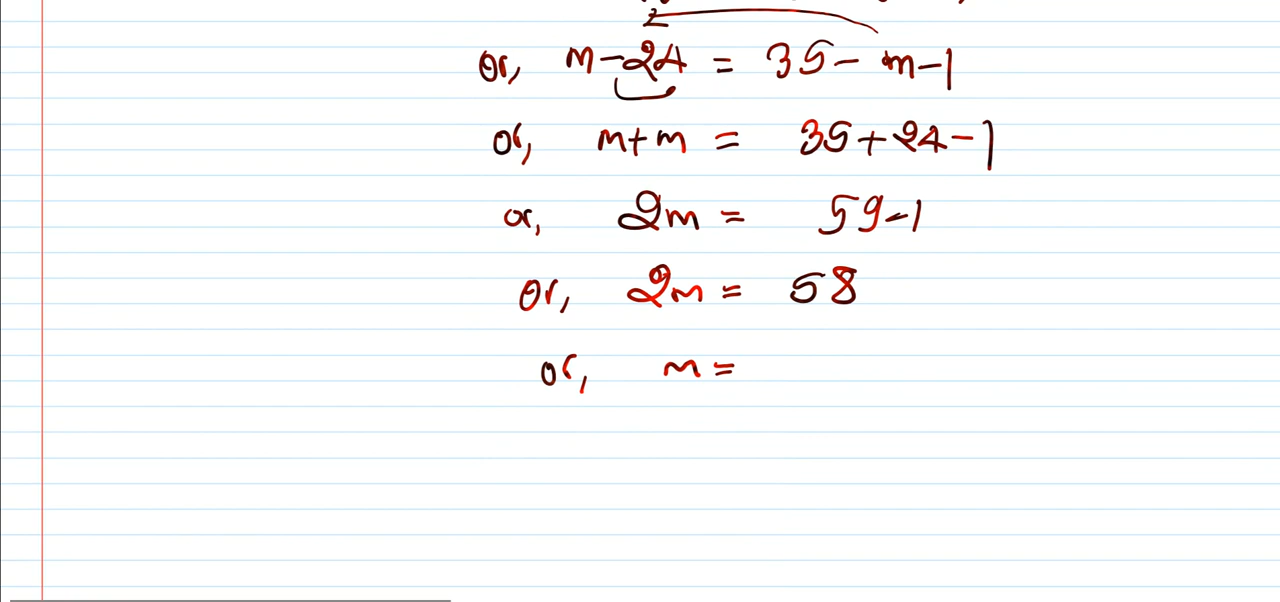 or, m - 24 = 35 - m - 1
or, m + m = 35 + 24 - 1
or, 2m = 59 - 1
or, 2m = 58
or, m =